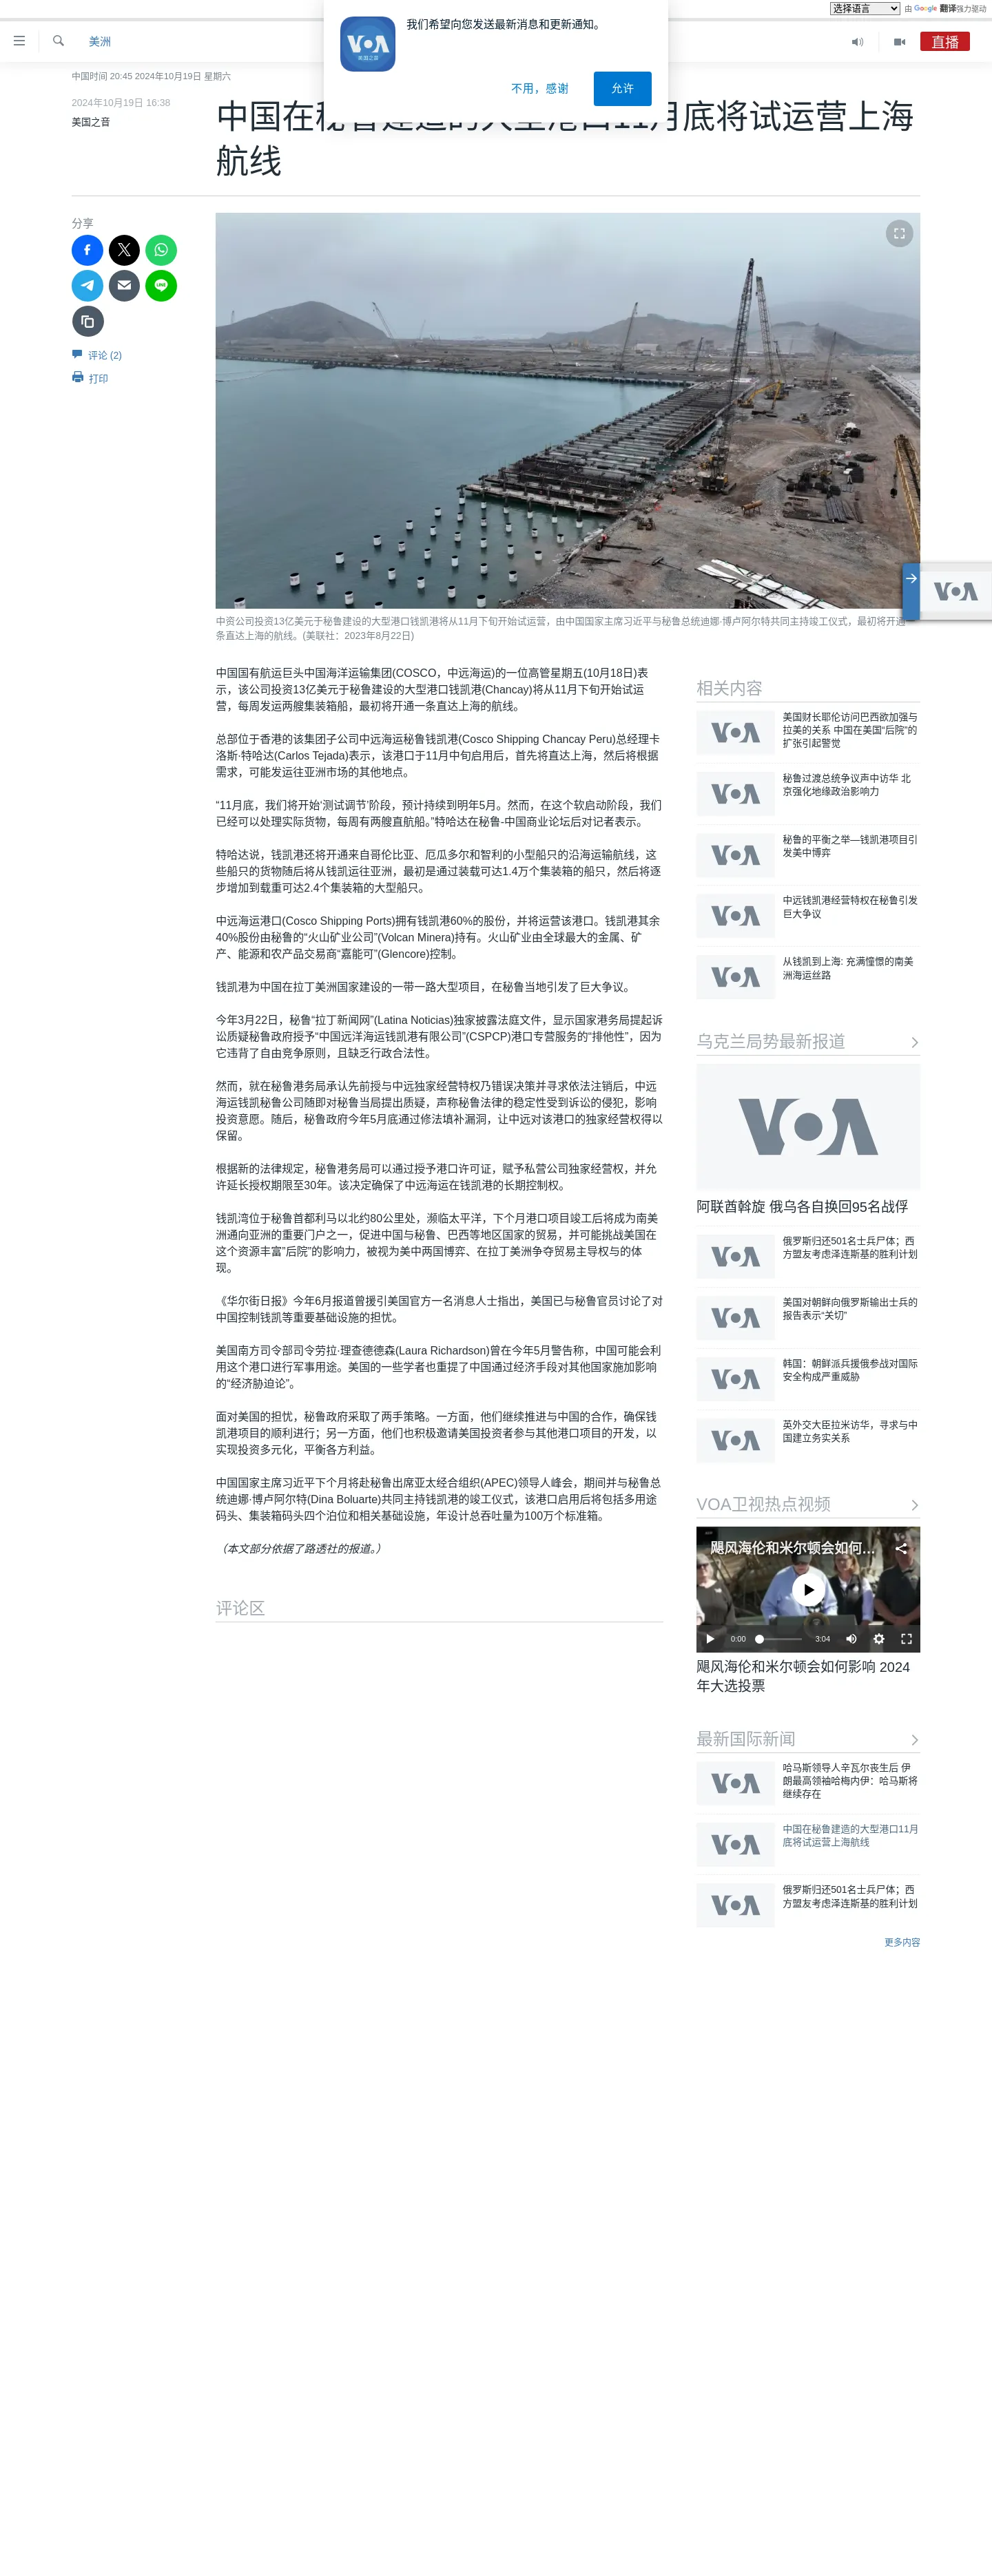 选择语言
由 Google 翻译强力驱动
VOA
美国之音
我们希望向您发送最新消息和更新通知。
不用，感谢
允许
美洲
直播
中国时间 20:45 2024年10月19日 星期六
2024年10月19日 16:38
美国之音
中国在秘鲁建造的大型港口11月底将试运营上海
航线
分享
评论 (2)
打印
中资公司投资13亿美元于秘鲁建设的大型港口钱凯港将从11月下旬开始试运营，由中国国家主席习近平与秘鲁总统迪娜·博卢阿尔特共同主持竣工仪式，最初将开通一
条直达上海的航线。(美联社：2023年8月22日)
VOA
中国国有航运巨头中国海洋运输集团(COSCO，中远海运)的一位高管星期五(10月18日)表
示，该公司投资13亿美元于秘鲁建设的大型港口钱凯港(Chancay)将从11月下旬开始试运
营，每周发运两艘集装箱船，最初将开通一条直达上海的航线。
总部位于香港的该集团子公司中远海运秘鲁钱凯港(Cosco Shipping Chancay Peru)总经理卡
洛斯·特哈达(Carlos Tejada)表示，该港口于11月中旬启用后，首先将直达上海，然后将根据
需求，可能发运往亚洲市场的其他地点。
“11月底，我们将开始‘测试调节’阶段，预计持续到明年5月。然而，在这个软启动阶段，我们
已经可以处理实际货物，每周有两艘直航船。”特哈达在秘鲁-中国商业论坛后对记者表示。
特哈达说，钱凯港还将开通来自哥伦比亚、厄瓜多尔和智利的小型船只的沿海运输航线，这
些船只的货物随后将从钱凯运往亚洲，最初是通过装载可达1.4万个集装箱的船只，然后将逐
步增加到载重可达2.4个集装箱的大型船只。
中远海运港口(Cosco Shipping Ports)拥有钱凯港60%的股份，并将运营该港口。钱凯港其余
40%股份由秘鲁的“火山矿业公司”(Volcan Minera)持有。火山矿业由全球最大的金属、矿
产、能源和农产品交易商“嘉能可”(Glencore)控制。
钱凯港为中国在拉丁美洲国家建设的一带一路大型项目，在秘鲁当地引发了巨大争议。
今年3月22日，秘鲁“拉丁新闻网”(Latina Noticias)独家披露法庭文件，显示国家港务局提起诉
讼质疑秘鲁政府授予“中国远洋海运钱凯港有限公司”(CSPCP)港口专营服务的“排他性”，因为
它违背了自由竞争原则，且缺乏行政合法性。
然而，就在秘鲁港务局承认先前授与中远独家经营特权乃错误决策并寻求依法注销后，中远
海运钱凯秘鲁公司随即对秘鲁当局提出质疑，声称秘鲁法律的稳定性受到诉讼的侵犯，影响
投资意愿。随后，秘鲁政府今年5月底通过修法填补漏洞，让中远对该港口的独家经营权得以
保留。
根据新的法律规定，秘鲁港务局可以通过授予港口许可证，赋予私营公司独家经营权，并允
许延长授权期限至30年。该决定确保了中远海运在钱凯港的长期控制权。
钱凯湾位于秘鲁首都利马以北约80公里处，濒临太平洋，下个月港口项目竣工后将成为南美
洲通向亚洲的重要门户之一，促进中国与秘鲁、巴西等地区国家的贸易，并可能挑战美国在
这个资源丰富”后院”的影响力，被视为美中两国博弈、在拉丁美洲争夺贸易主导权与的体
现。
《华尔街日报》今年6月报道曾援引美国官方一名消息人士指出，美国已与秘鲁官员讨论了对
中国控制钱凯等重要基础设施的担忧。
美国南方司令部司令劳拉·理查德德森(Laura Richardson)曾在今年5月警告称，中国可能会利
用这个港口进行军事用途。美国的一些学者也重提了中国通过经济手段对其他国家施加影响
的“经济胁迫论”。
面对美国的担忧，秘鲁政府采取了两手策略。一方面，他们继续推进与中国的合作，确保钱
凯港项目的顺利进行；另一方面，他们也积极邀请美国投资者参与其他港口项目的开发，以
实现投资多元化，平衡各方利益。
中国国家主席习近平下个月将赴秘鲁出席亚太经合组织(APEC)领导人峰会，期间并与秘鲁总
统迪娜·博卢阿尔特(Dina Boluarte)共同主持钱凯港的竣工仪式，该港口启用后将包括多用途
码头、集装箱码头四个泊位和相关基础设施，年设计总吞吐量为100万个标准箱。
（本文部分依据了路透社的报道。）
评论区
相关内容
VOA
美国财长耶伦访问巴西欲加强与
拉美的关系 中国在美国“后院”的
扩张引起警觉
VOA
秘鲁过渡总统争议声中访华 北
京强化地缘政治影响力
VOA
秘鲁的平衡之举—钱凯港项目引
发美中博弈
VOA
中远钱凯港经营特权在秘鲁引发
巨大争议
VOA
从钱凯到上海: 充满憧憬的南美
洲海运丝路
乌克兰局势最新报道
VOA
阿联酋斡旋 俄乌各自换回95名战俘
VOA
俄罗斯归还501名士兵尸体；西
方盟友考虑泽连斯基的胜利计划
VOA
美国对朝鲜向俄罗斯输出士兵的
报告表示“关切”
VOA
韩国：朝鲜派兵援俄参战对国际
安全构成严重威胁
VOA
英外交大臣拉米访华，寻求与中
国建立务实关系
VOA卫视热点视频
飓风海伦和米尔顿会如何...
0:00
3:04
飓风海伦和米尔顿会如何影响 2024
年大选投票
最新国际新闻
VOA
哈马斯领导人辛瓦尔丧生后 伊
朗最高领袖哈梅内伊：哈马斯将
继续存在
VOA
中国在秘鲁建造的大型港口11月
底将试运营上海航线
VOA
俄罗斯归还501名士兵尸体；西
方盟友考虑泽连斯基的胜利计划
更多内容